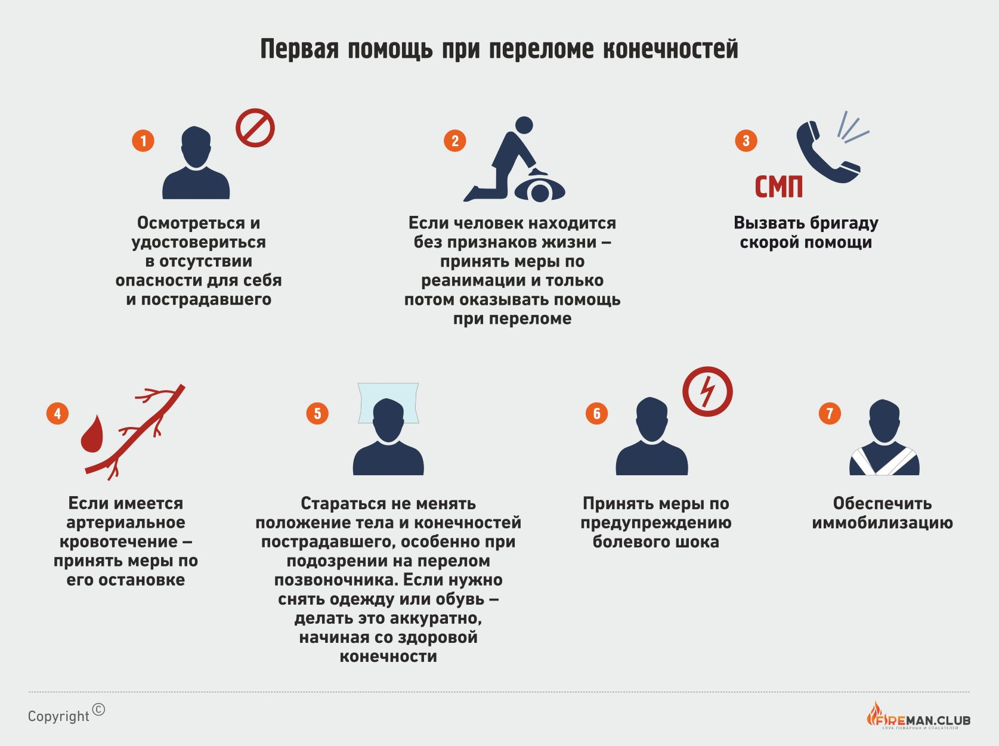 Первая помощь при переломе конечностей
1
Осмотреться и
удостовериться
в отсутствии
опасности для себя
и пострадавшего
2
Если человек находится
без признаков жизни –
принять меры по
реанимации и только
потом оказывать помощь
при переломе
3
СМП
Вызвать бригаду
скорой помощи
4
Если имеется
артериальное
кровотечение –
принять меры по
его остановке
5
Стараться не менять
положение тела и конечностей
пострадавшего, особенно при
подозрении на перелом
позвоночника. Если нужно
снять одежду или обувь –
делать это аккуратно,
начиная со здоровой
конечности
6
Принять меры по
предупреждению
болевого шока
7
Обеспечить
иммобилизацию
Copyright ©
FIREMAN.CLUB
КЛУБ ПОЖАРНЫХ И СПАСАТЕЛЕЙ